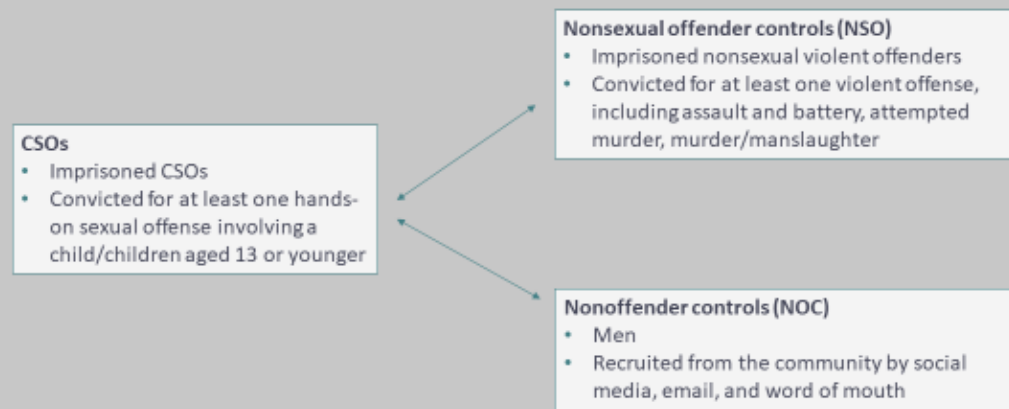 CSOs
• Imprisoned CSOs
• Convicted for at least one hands-
on sexual offense involving a
child/children aged 13 or younger
Nonsexual offender controls (NSO)
• Imprisoned nonsexual violent offenders
• Convicted for at least one violent offense,
including assault and battery, attempted
murder, murder/manslaughter
Nonoffender controls (NOC)
• Men
• Recruited from the community by social
media, email, and word of mouth